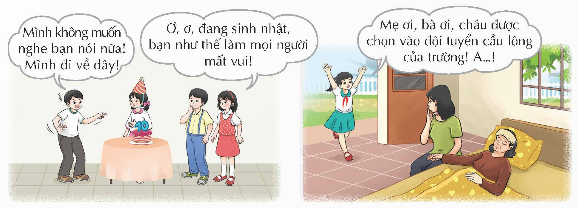 Mình không muốn
nghe bạn nói nữa!
Mình đi về đây!
Ơ, ơ, đang sinh nhật,
bạn như thế làm mọi người
mất vui!
Mẹ ơi, bà ơi, cháu được
chọn vào đội tuyển cầu lông
của trường! A...!